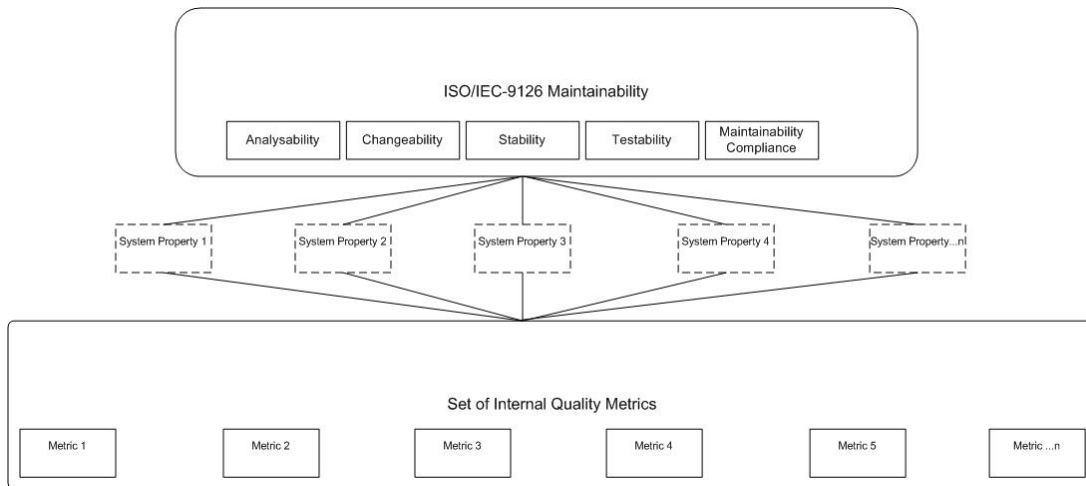 ISO/IEC-9126 Maintainability
Analysability
Changeability
Stability
Testability
Maintainability
Compliance
System Property 1
System Property 2
System Property 3
System Property 4
System Property...n
Set of Internal Quality Metrics
Metric 1
Metric 2
Metric 3
Metric 4
Metric 5
Metric ...n